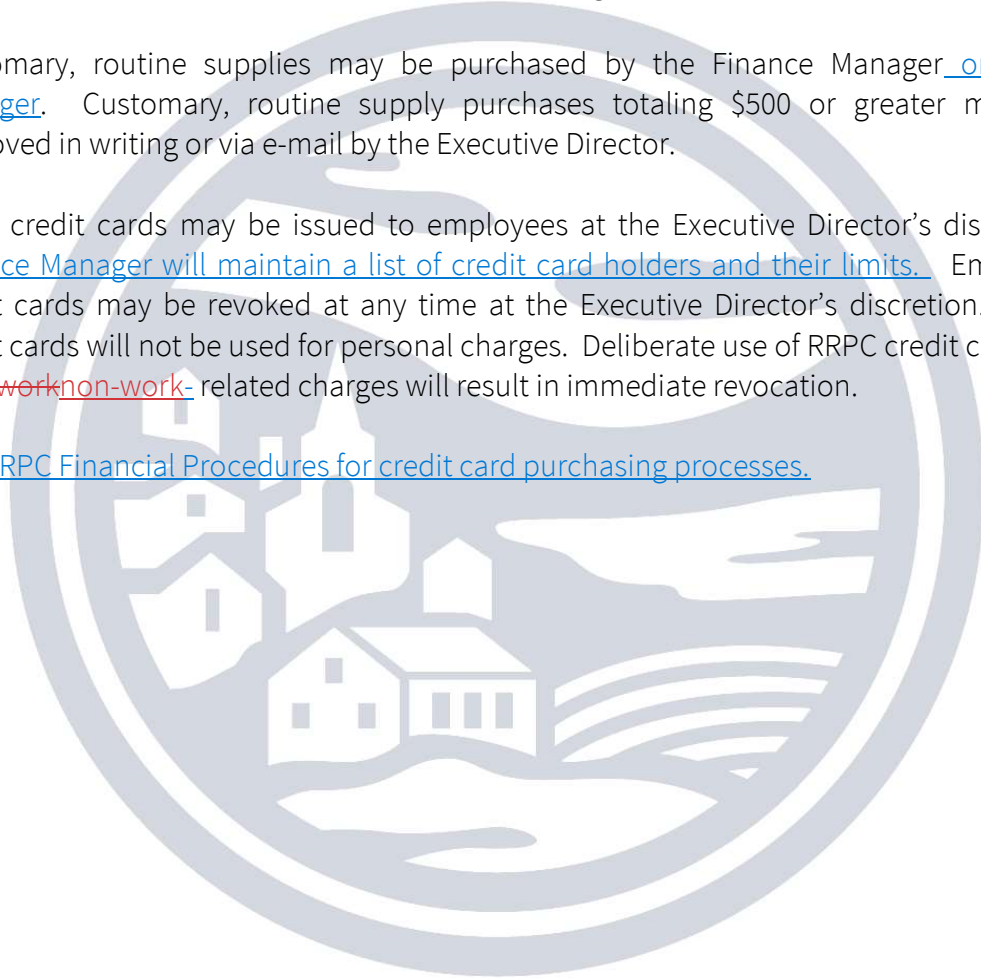 omary, routine supplies may be purchased by the Finance Manager or
ger. Customary, routine supply purchases totaling $500 or greater m
oved in writing or via e-mail by the Executive Director.
credit cards may be issued to employees at the Executive Director’s dis
ce Manager will maintain a list of credit card holders and their limits. Em
t cards may be revoked at any time at the Executive Director’s discretion.
t cards will not be used for personal charges. Deliberate use of RRPC credit c
worknon-work- related charges will result in immediate revocation.
RPC Financial Procedures for credit card purchasing processes.